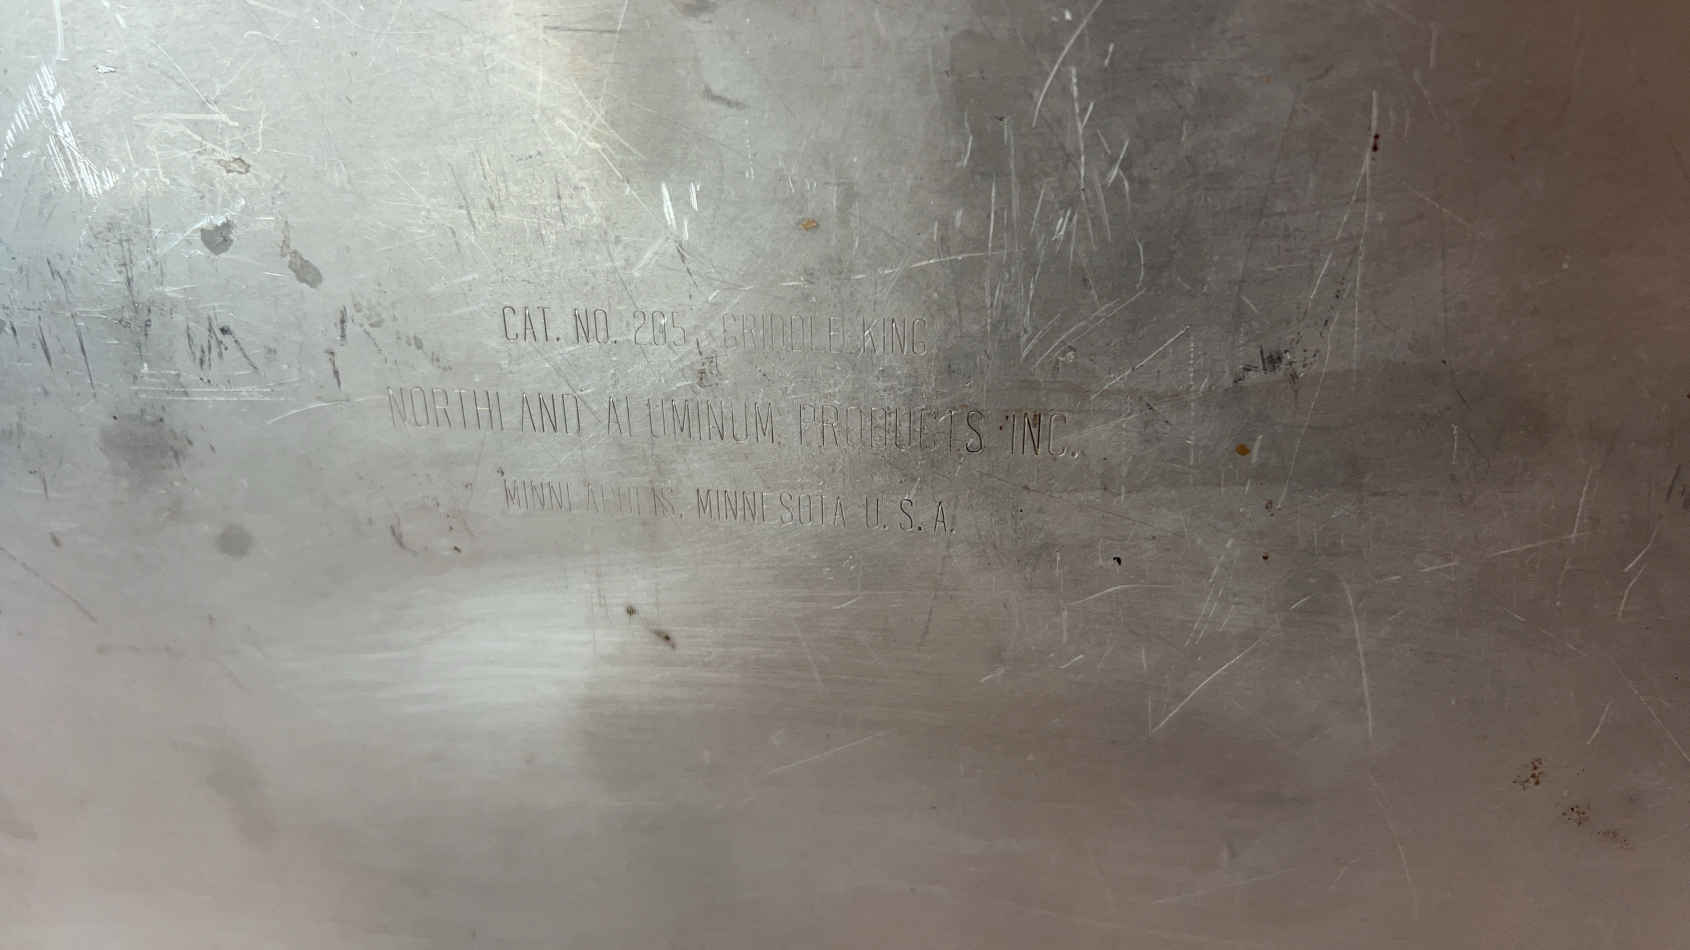 CAT. NO. 205, GRIDDLE KING
NORTHLAND ALUMINUM PRODUCTS INC.
MINNEAPOLIS, MINNESOTA U.S.A.